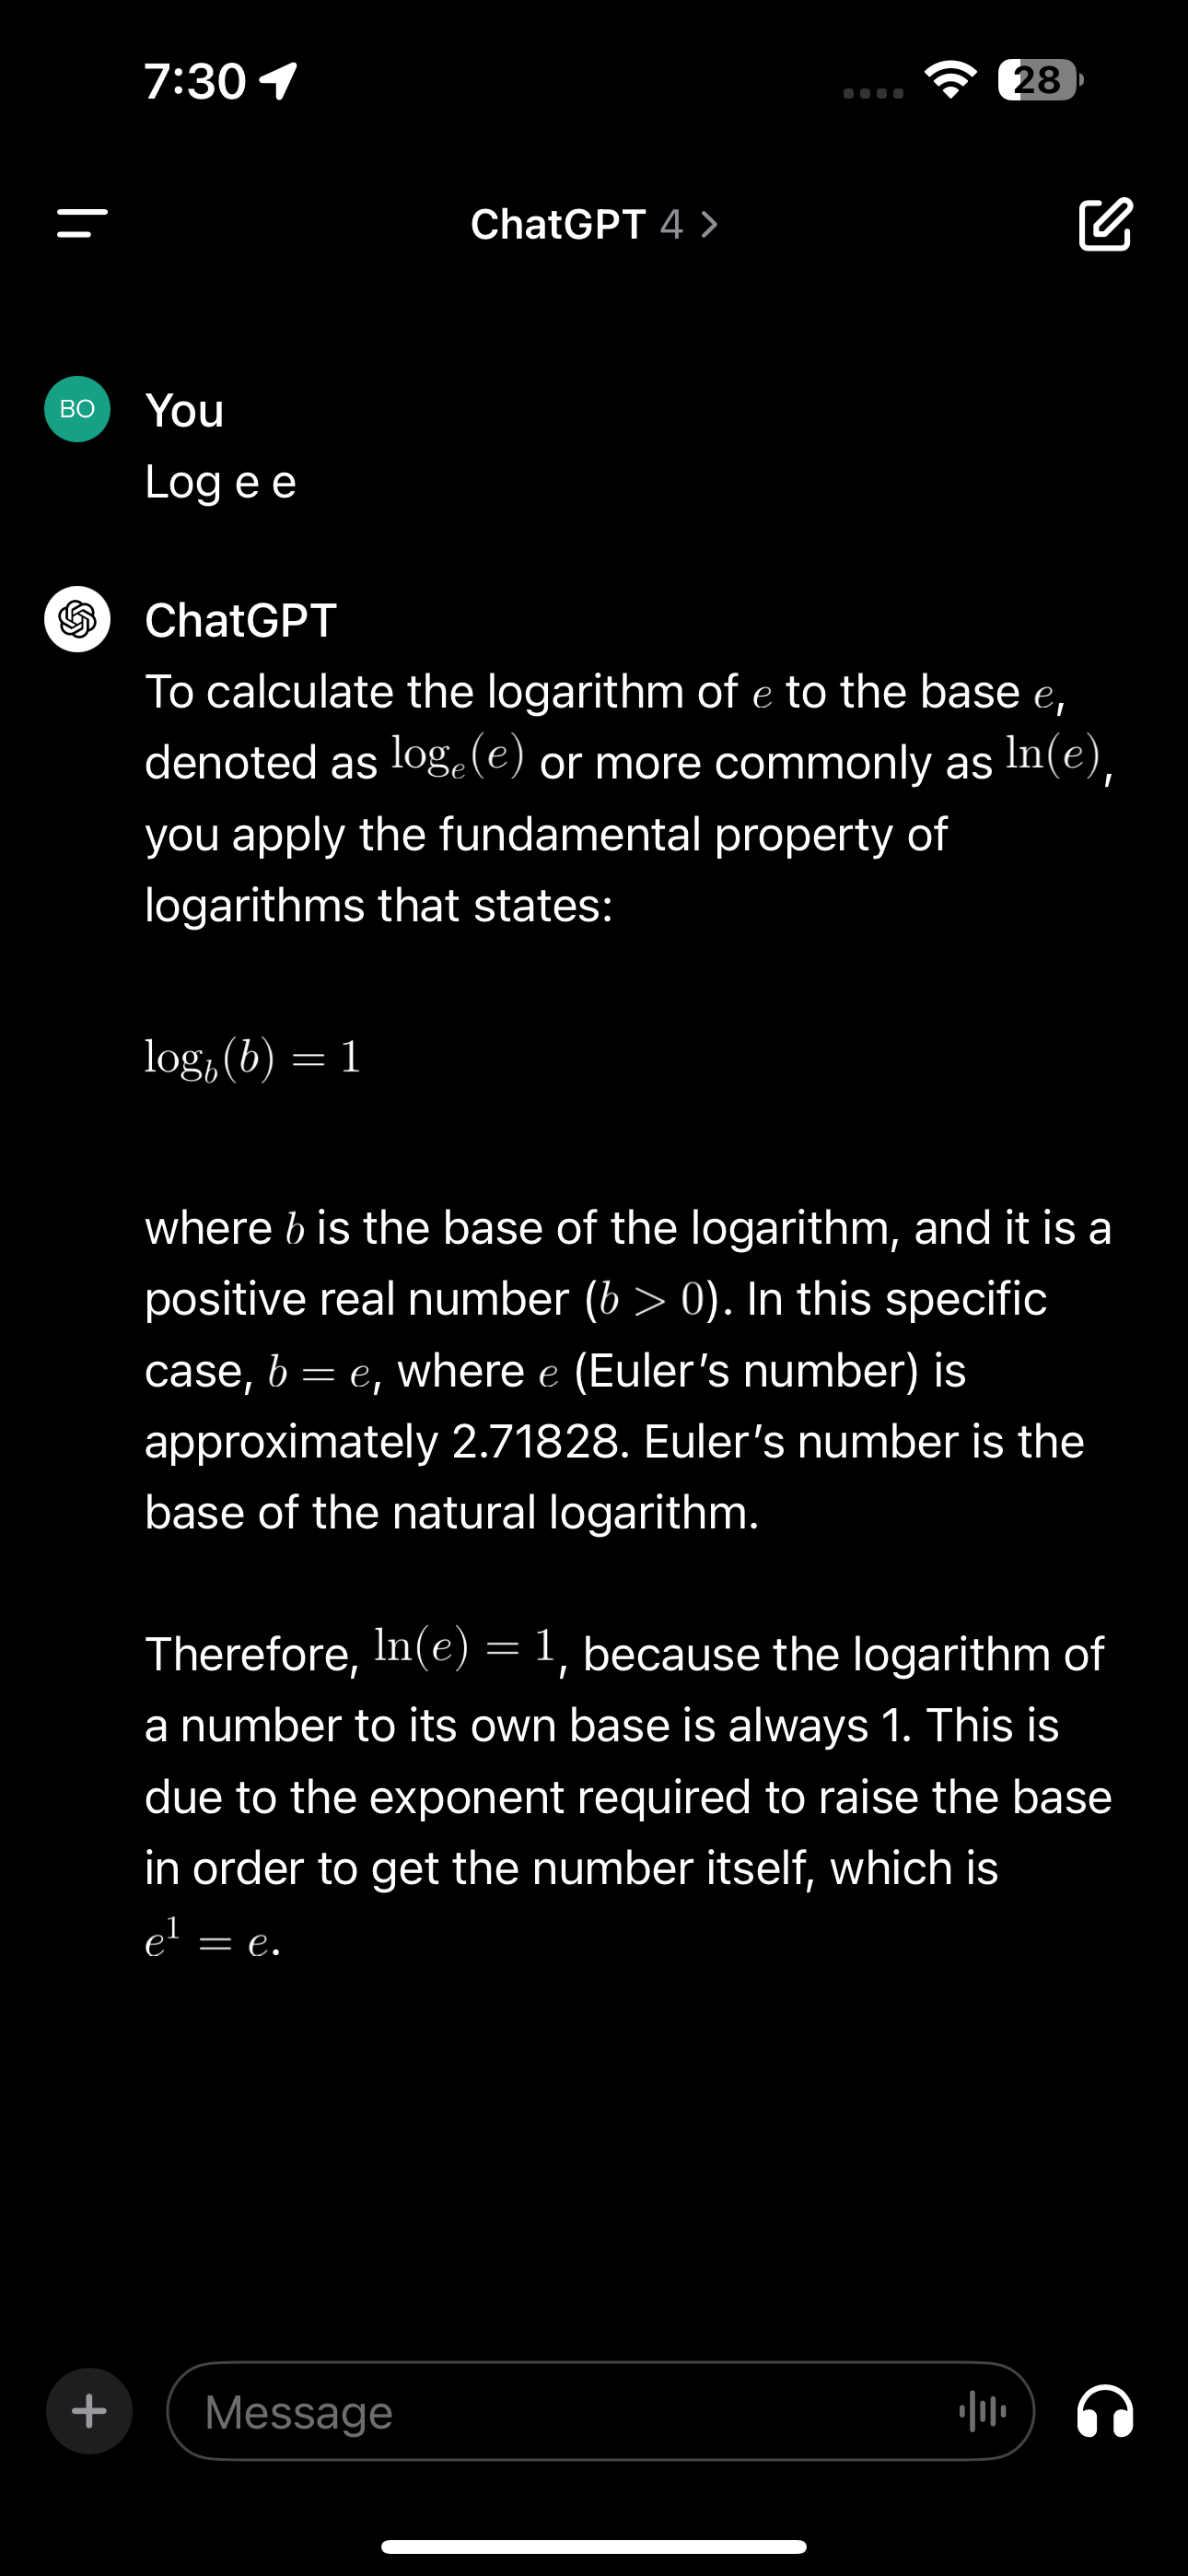 7:30
28
ChatGPT 4 >
BO
You
Log e e
ChatGPT
To calculate the logarithm of e to the base e,
denoted as logₑ(e) or more commonly as ln(e),
you apply the fundamental property of
logarithms that states:
log_b(b) = 1
where b is the base of the logarithm, and it is a
positive real number (b > 0). In this specific
case, b = e, where e (Euler’s number) is
approximately 2.71828. Euler’s number is the
base of the natural logarithm.
Therefore, ln(e) = 1, because the logarithm of
a number to its own base is always 1. This is
due to the exponent required to raise the base
in order to get the number itself, which is
e¹ = e.
Message